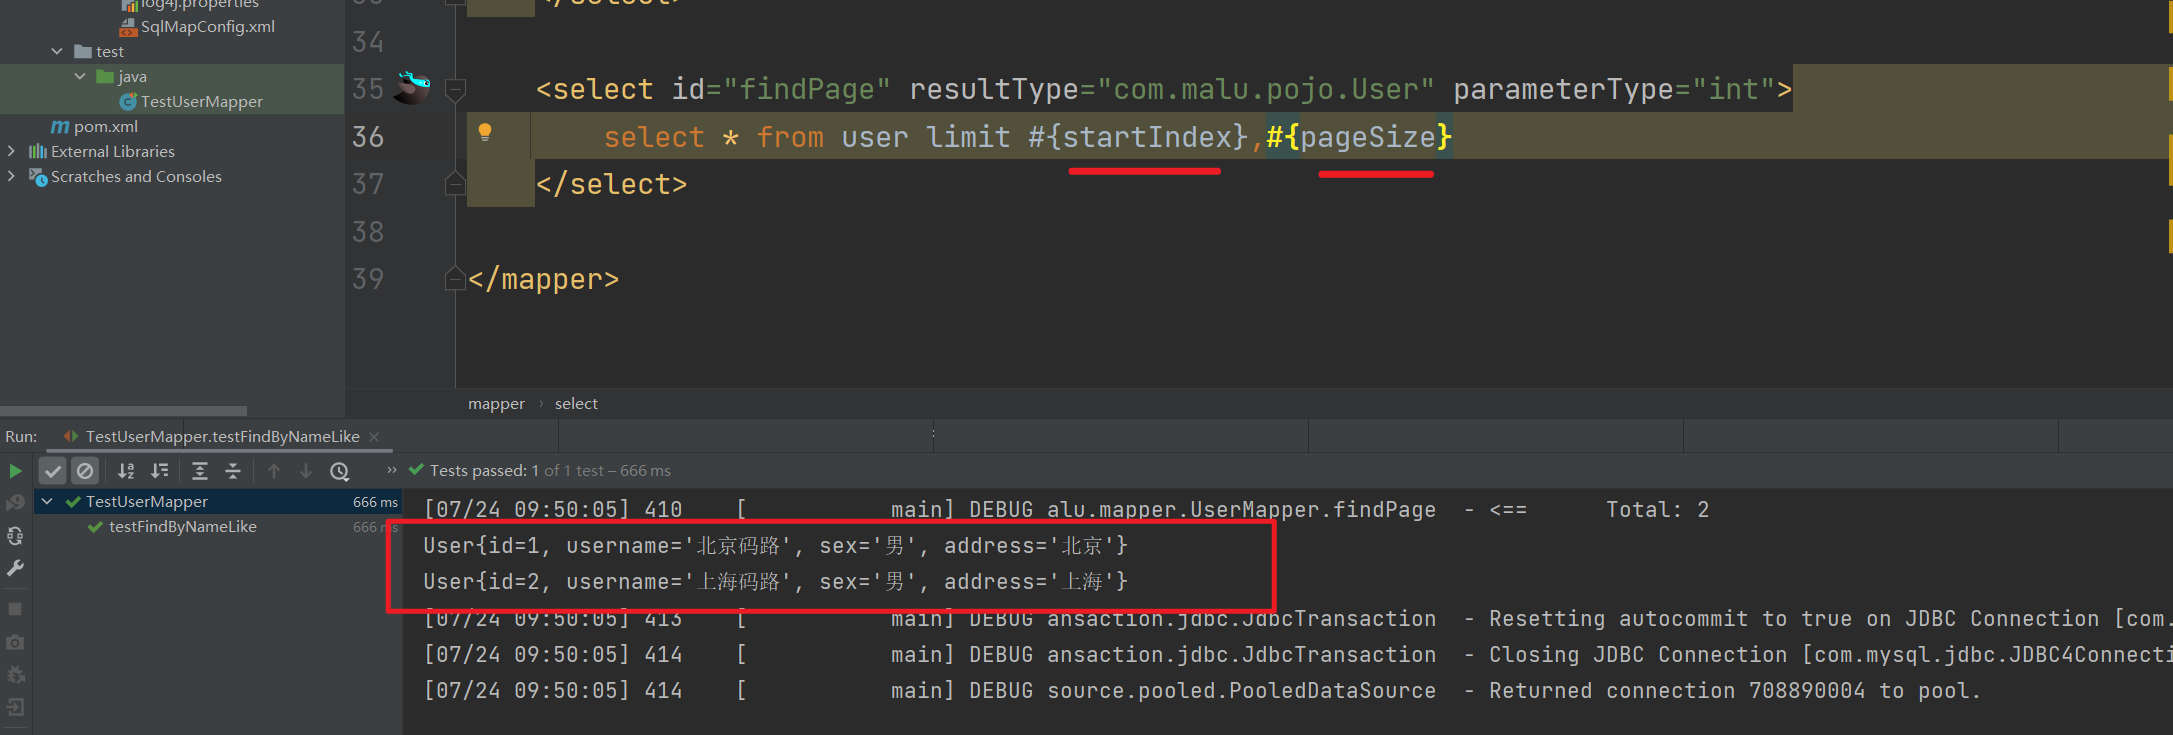 log4j.properties
SqlMapConfig.xml
test
java
TestUserMapper
pom.xml
External Libraries
Scratches and Consoles
</select>
34
35 <select id="findPage" resultType="com.malu.pojo.User" parameterType="int">
36 select * from user limit #{startIndex},#{pageSize}
37 </select>
38
39 </mapper>
mapper › select
Run: TestUserMapper.testFindByNameLike
Tests passed: 1 of 1 test – 666 ms
TestUserMapper 666 ms
testFindByNameLike 666 ms
[07/24 09:50:05] 410 [ main] DEBUG alu.mapper.UserMapper.findPage - <== Total: 2
User{id=1, username='北京码路', sex='男', address='北京'}
User{id=2, username='上海码路', sex='男', address='上海'}
[07/24 09:50:05] 413 [ main] DEBUG ansaction.jdbc.JdbcTransaction - Resetting autocommit to true on JDBC Connection [com.
[07/24 09:50:05] 414 [ main] DEBUG ansaction.jdbc.JdbcTransaction - Closing JDBC Connection [com.mysql.jdbc.JDBC4Connecti
[07/24 09:50:05] 414 [ main] DEBUG source.pooled.PooledDataSource - Returned connection 708890004 to pool.